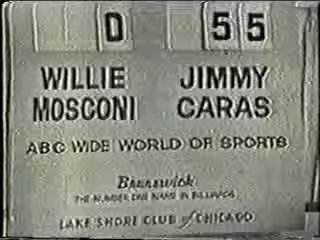 0 55
WILLIE JIMMY
MOSCONI CARAS
ABC WIDE WORLD OF SPORTS
Brunswick
THE NUMBER ONE NAME IN BILLIARDS
LAKE SHORE CLUB of CHICAGO